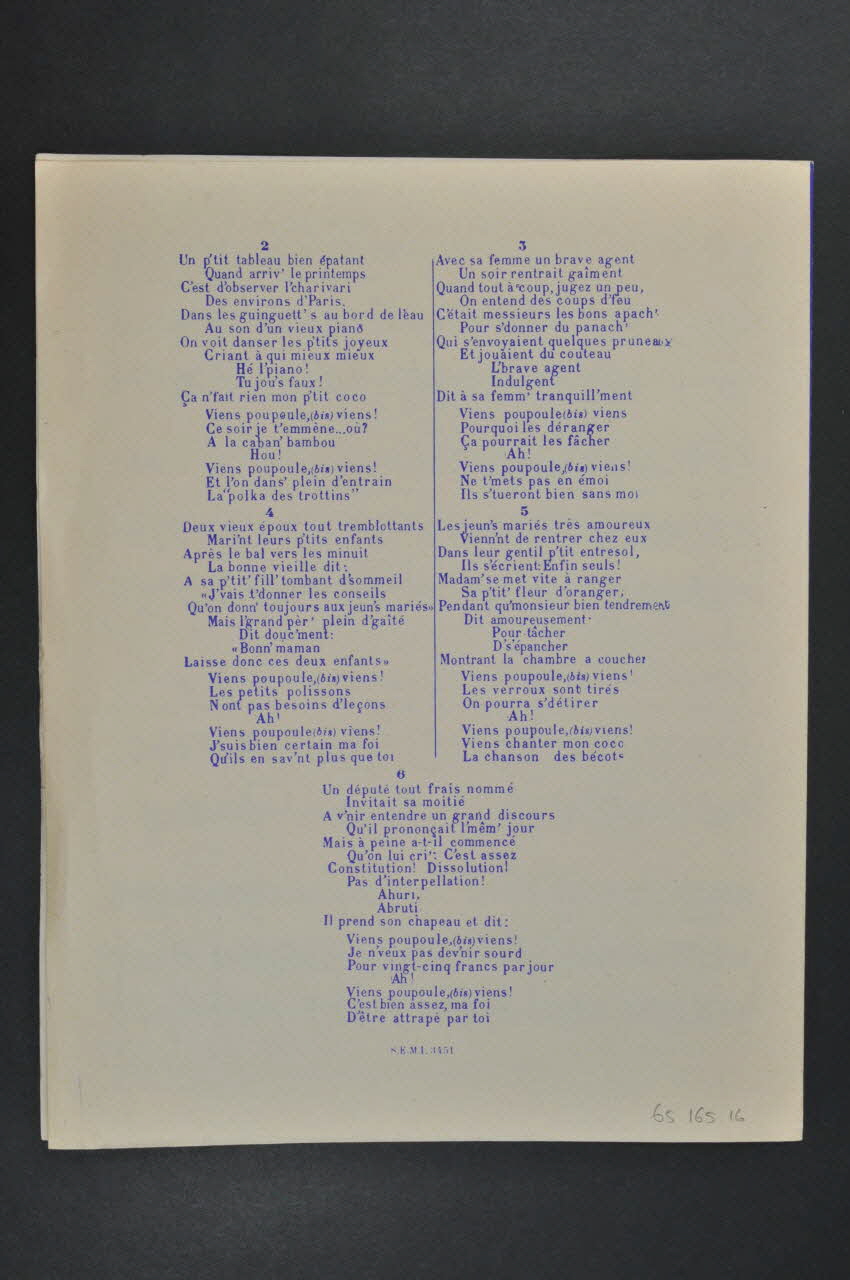 2
Un p'tit tableau bien épatant
Quand arriv' le printemps
C'est d'observer l'charivari
Des environs d'Paris.
Dans les guinguett's au bord de l'eau
Au son d'un vieux piano
On voit danser les p'tits joyeux
Criant à qui mieux mieux
Hé l'piano!
Tu jou's faux!
Ça n'fait rien mon p'tit coco
Viens poupoule,(bis) viens!
Ce soir je t'emmène...où?
A la caban' bambou
Hou!
Viens poupoule,(bis) viens!
Et l'on dans' plein d'entrain
La "polka des trottins"
3
Avec sa femme un brave agent
Un soir rentrait gaîment
Quand tout à coup, jugez un peu,
On entend des coups d'feu
C'était messieurs les bons apach'
Pour s'donner du panach'
Qui s'envoyaient quelques pruneaux
Et jouaient du couteau
L'brave agent
Indulgent
Dit à sa femm' tranquill'ment
Viens poupoule(bis) viens
Pourquoi les déranger
Ça pourrait les fâcher
Ah!
Viens poupoule,(bis) viens!
Ne t'mets pas en émoi
Ils s'tueront bien sans moi
4
Deux vieux époux tout tremblottants
Mari'nt leurs p'tits enfants
Après le bal vers les minuit
La bonne vieille dit:
A sa p'tit' fill' tombant d'sommeil
«J'vais t'donner les conseils
Qu'on donn' toujours aux jeun's mariés»
Mais l'grand pèr' plein d'gaîté
Dit douc'ment:
«Bonn' maman
Laisse donc ces deux enfants»
Viens poupoule,(bis) viens!
Les petits polissons
N'ont pas besoins d'leçons
Ah!
Viens poupoule(bis) viens!
J'suis bien certain ma foi
Qu'ils en sav'nt plus que toi
5
Les jeun's mariés très amoureux
Vienn'nt de rentrer chez eux
Dans leur gentil p'tit entresol,
Ils s'écrient: Enfin seuls!
Madam' se met vite à ranger
Sa p'tit' fleur d'oranger,
Pendant qu'monsieur bien tendrement
Dit amoureusement:
Pour tâcher
D's'épancher
Montrant la chambre a coucher
Viens poupoule,(bis) viens!
Les verroux sont tirés
On pourra s'détirer
Ah!
Viens poupoule,(bis) viens!
Viens chanter mon coco
La chanson des bécots
6
Un député tout frais nommé
Invitait sa moitié
A v'nir entendre un grand discours
Qu'il prononçait l'mêm' jour
Mais à peine a-t-il commencé
Qu'on lui cri': C'est assez
Constitution! Dissolution!
Pas d'interpellation!
Ahuri,
Abruti
Il prend son chapeau et dit:
Viens poupoule,(bis) viens!
Je n'veux pas dev'nir sourd
Pour vingt-cinq francs par jour
Ah!
Viens poupoule,(bis) viens!
C'est bien assez, ma foi
D'être attrapé par toi
S.E.M.I. 3451
65 165 16